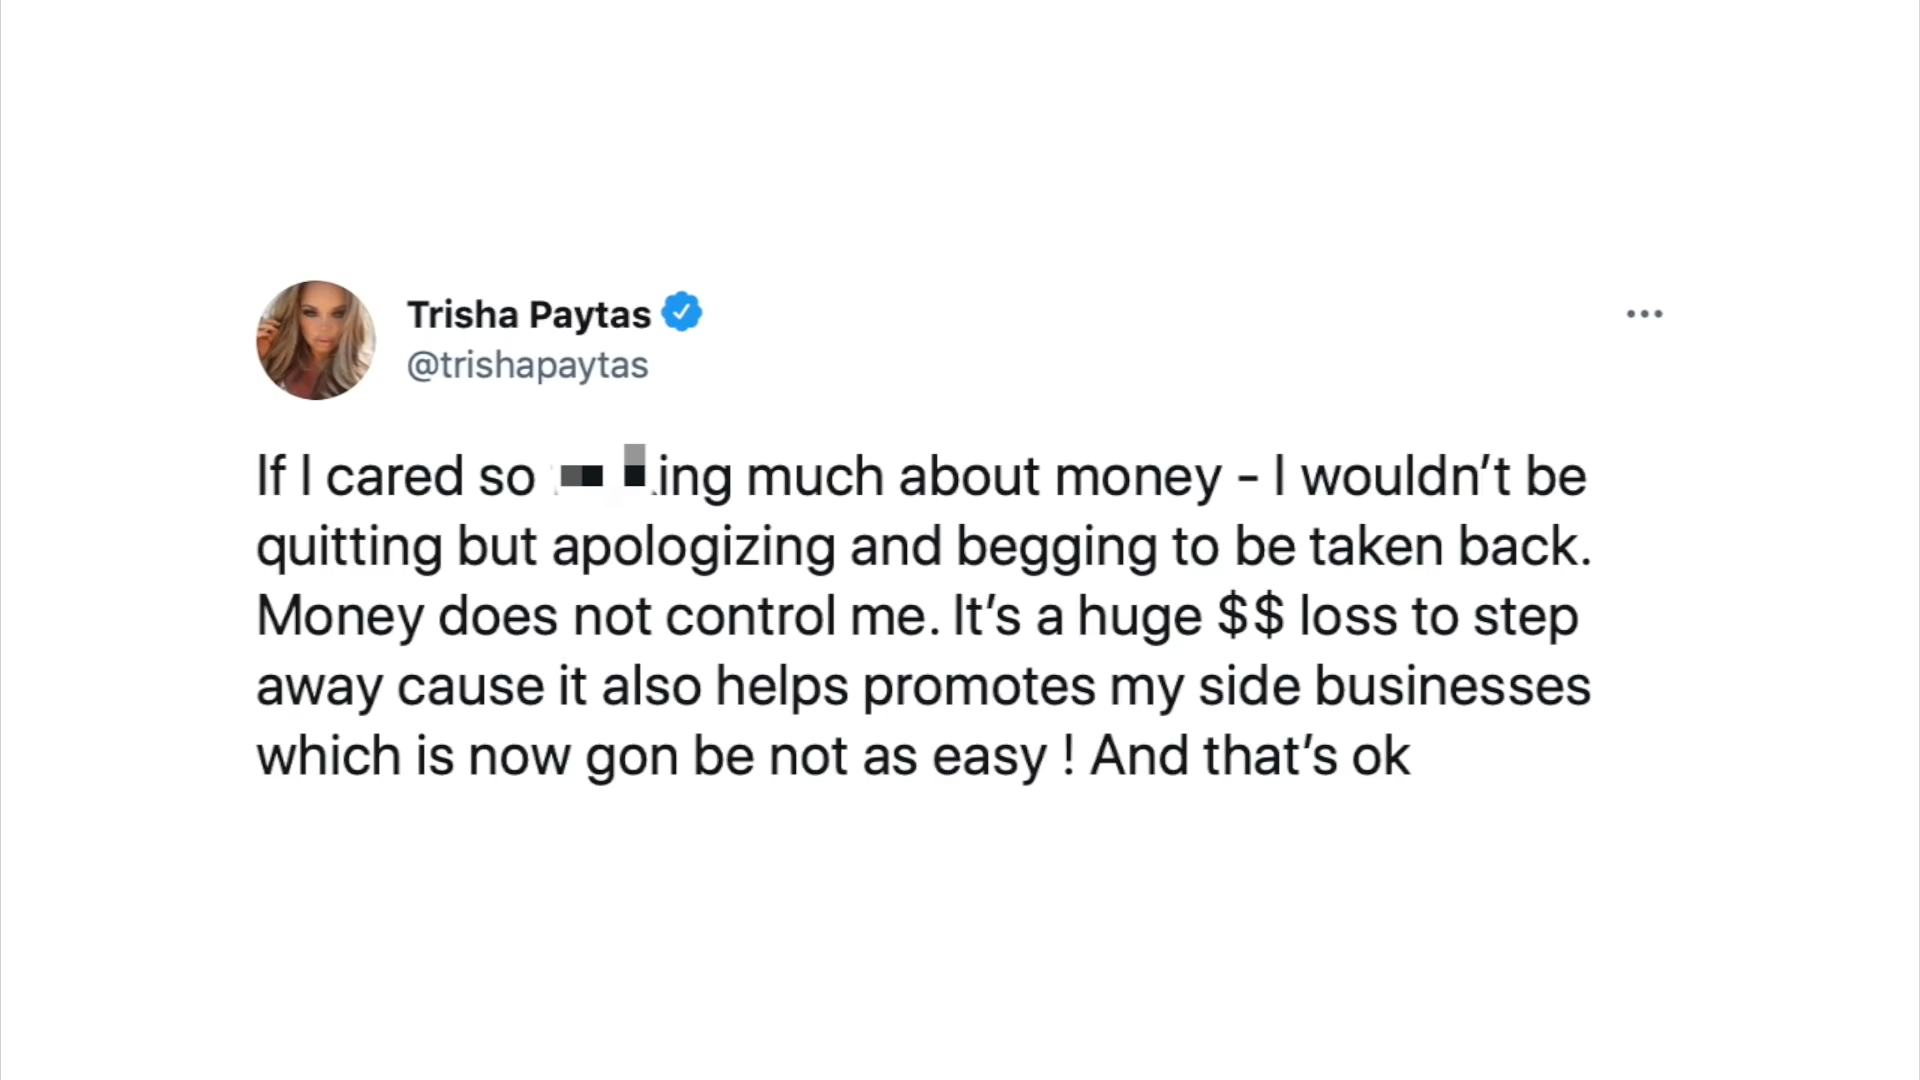 Trisha Paytas
@trishapaytas
If I cared so ing much about money - I wouldn’t be
quitting but apologizing and begging to be taken back.
Money does not control me. It’s a huge $$ loss to step
away cause it also helps promotes my side businesses
which is now gon be not as easy ! And that’s ok